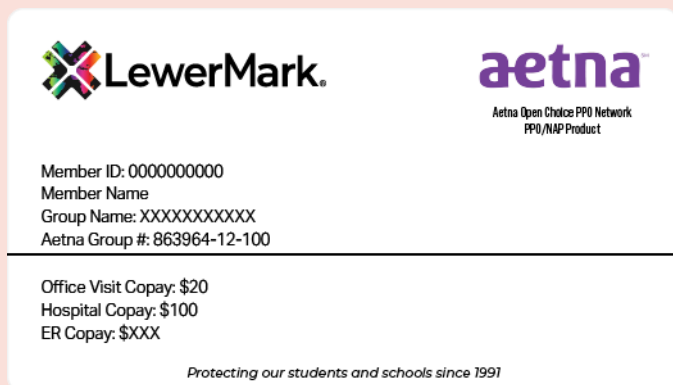 LewerMark.
aetna
Aetna Open Choice PPO Network
PPO/NAP Product
Member ID: 0000000000
Member Name
Group Name: XXXXXXXXXXX
Aetna Group #: 863964-12-100
Office Visit Copay: $20
Hospital Copay: $100
ER Copay: $XXX
Protecting our students and schools since 1991